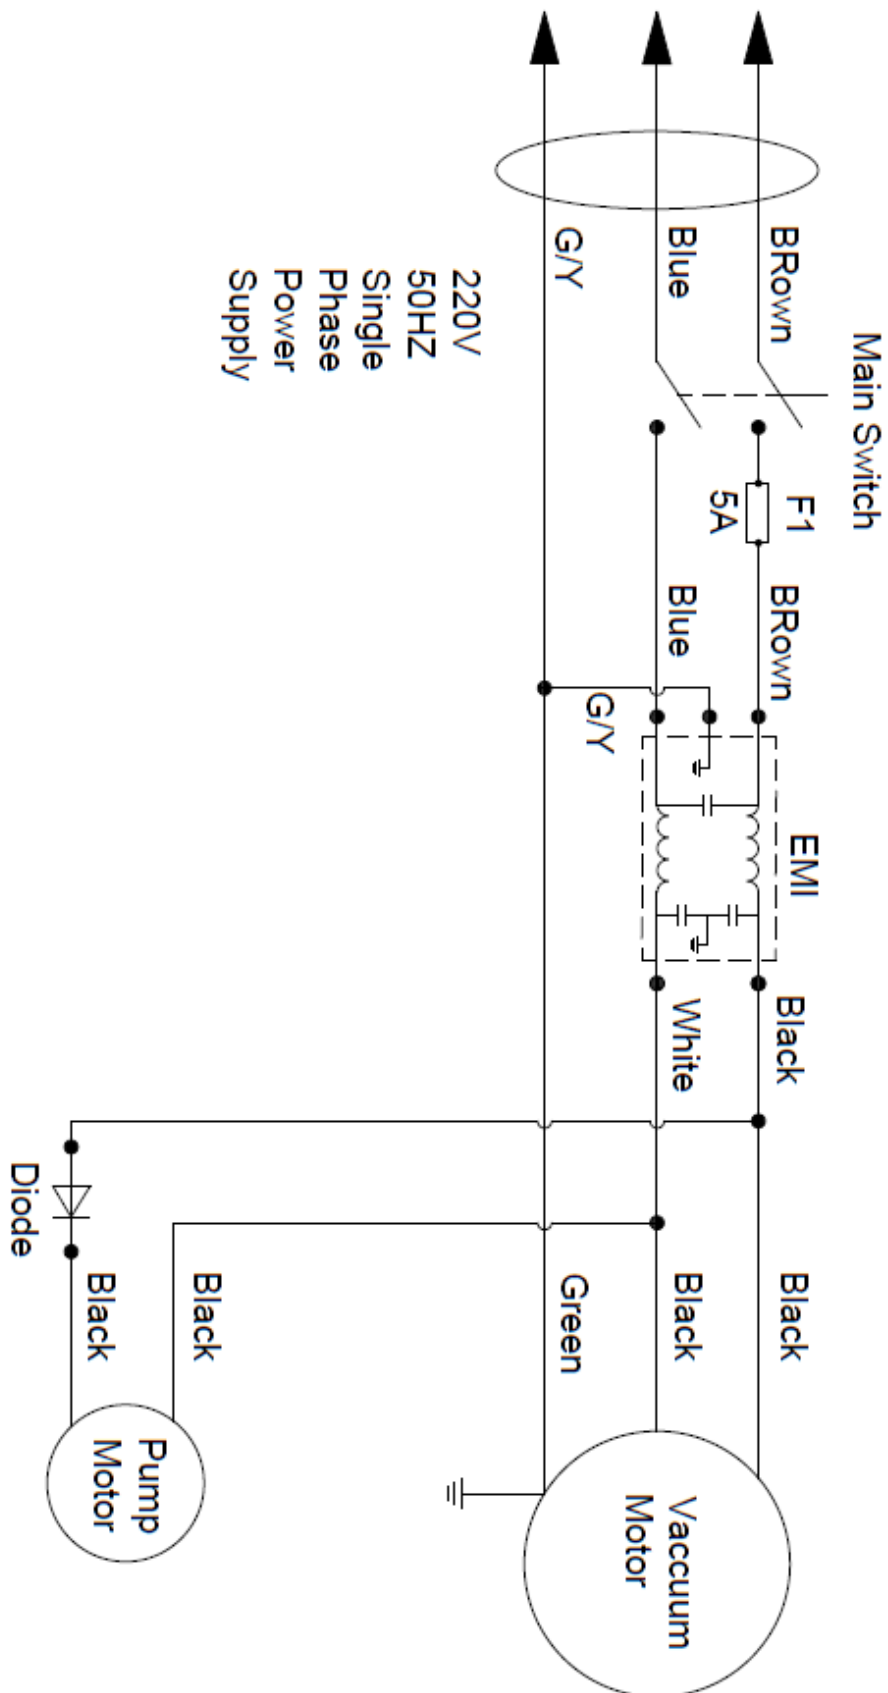 Main Switch
BRown
Blue
G/Y
220V
50HZ
Single
Phase
Power
Supply
F1
5A
BRown
Blue
G/Y
EMI
Black
White
Diode
Black
Black
Green
Black
Black
Pump
Motor
Vaccuum
Motor